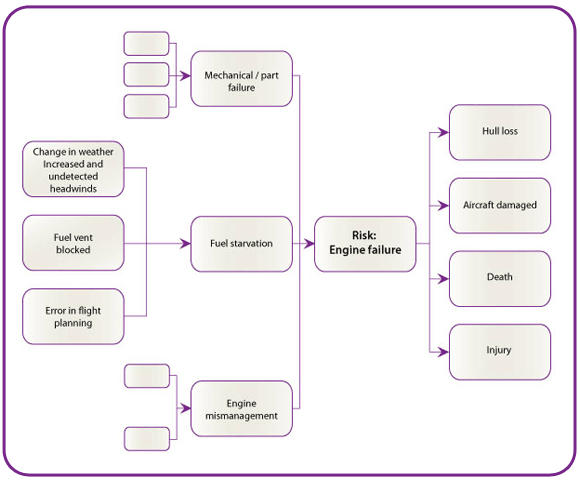 Mechanical / part
failure
Change in weather
Increased and
undetected
headwinds
Fuel vent
blocked
Error in flight
planning
Fuel starvation
Engine
mismanagement
Risk:
Engine failure
Hull loss
Aircraft damaged
Death
Injury